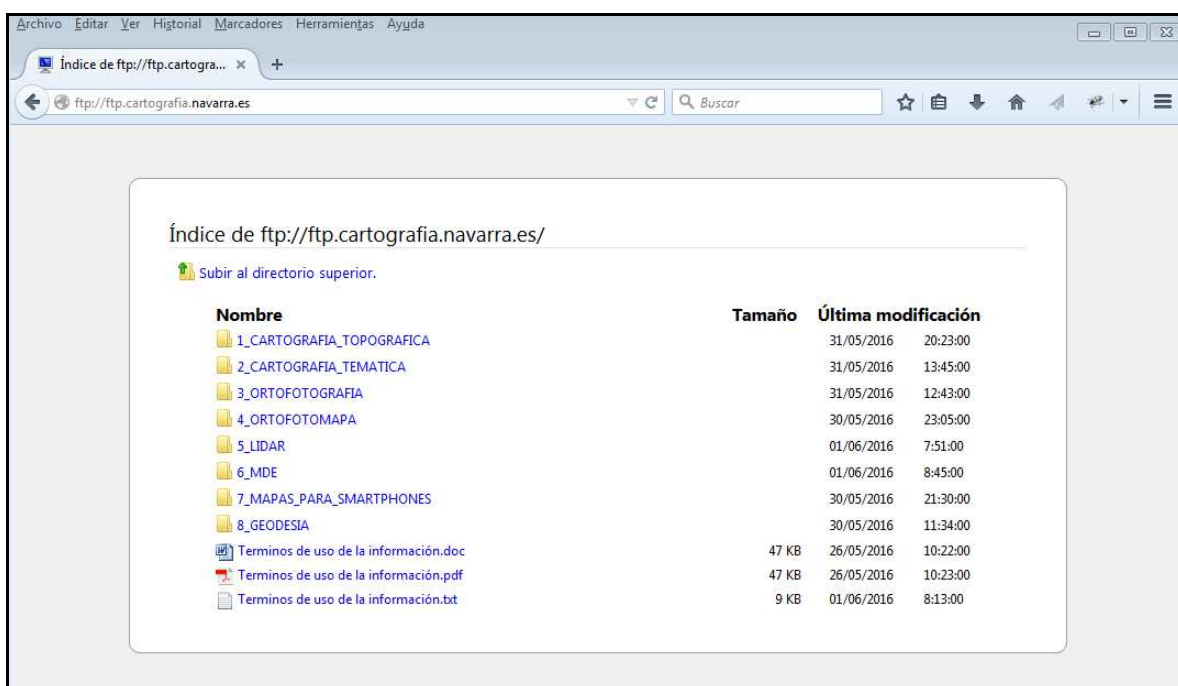 Archivo Editar Ver Historial Marcadores Herramientas Ayuda
Índice de ftp://ftp.cartogra... × +
ftp://ftp.cartografia.navarra.es Buscar
Índice de ftp://ftp.cartografia.navarra.es/
Subir al directorio superior.
Nombre Tamaño Última modificación
1_CARTOGRAFIA_TOPOGRAFICA 31/05/2016 20:23:00
2_CARTOGRAFIA_TEMATICA 31/05/2016 13:45:00
3_ORTOFOTOGRAFIA 31/05/2016 12:43:00
4_ORTOFOTOMAPA 30/05/2016 23:05:00
5_LIDAR 01/06/2016 7:51:00
6_MDE 01/06/2016 8:45:00
7_MAPAS_PARA_SMARTPHONES 30/05/2016 21:30:00
8_GEODESIA 30/05/2016 11:34:00
Terminos de uso de la información.doc 47 KB 26/05/2016 10:22:00
Terminos de uso de la información.pdf 47 KB 26/05/2016 10:23:00
Terminos de uso de la información.txt 9 KB 01/06/2016 8:13:00